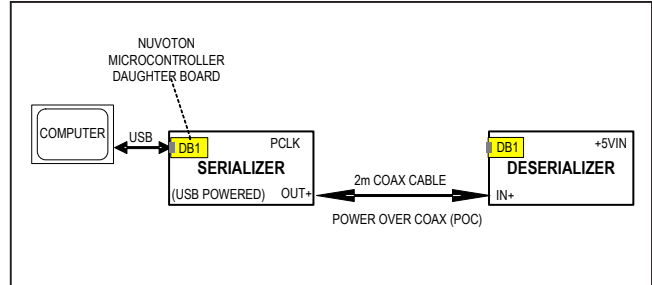 NUVOTON
MICROCONTROLLER
DAUGHTER BOARD
COMPUTER
USB
DB1
PCLK
SERIALIZER
(USB POWERED)
OUT+
2m COAX CABLE
POWER OVER COAX (POC)
DB1
+5VIN
DESERIALIZER
IN+